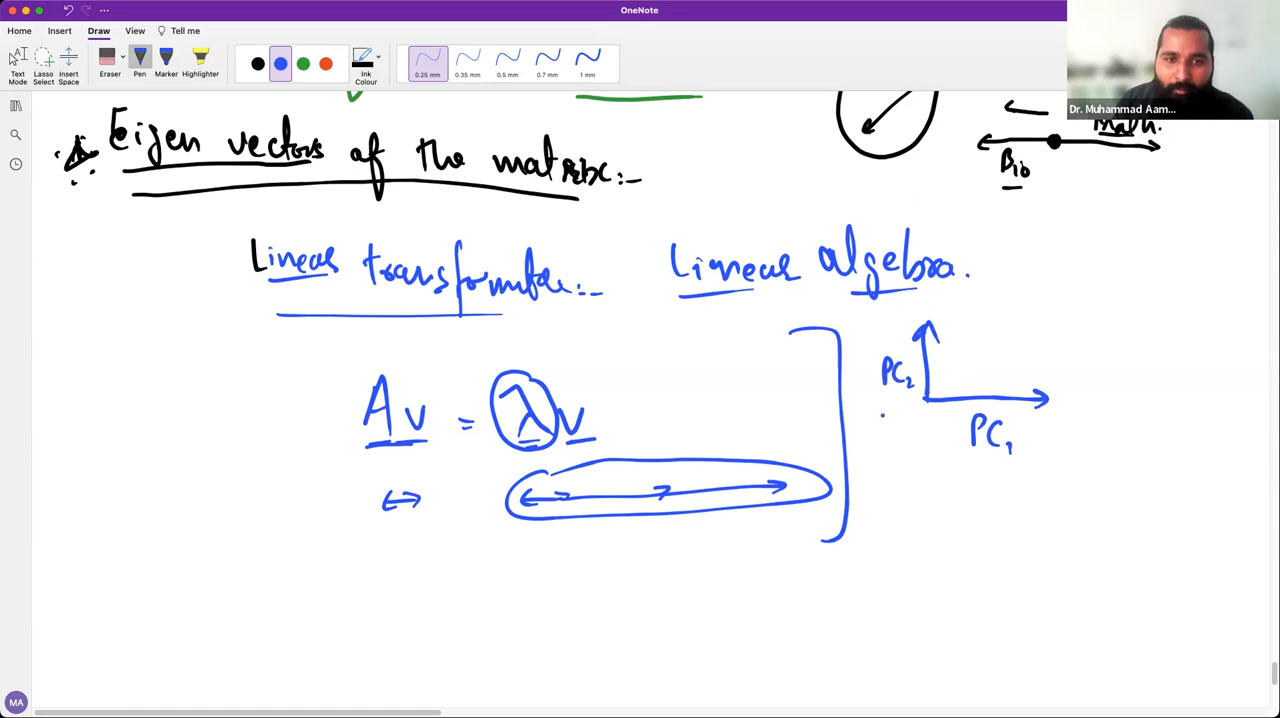 OneNote
Home Insert Draw View Tell me
Text Mode
Lasso Select
Insert Space
Eraser
Pen
Marker
Highlighter
Ink Colour
0.25 mm
0.35 mm
0.5 mm
0.7 mm
1 mm
Dr. Muhammad Aam...
Math.
Bio
Eigen vectors of the matrix:-
Linear
Linear algebra.
PC2
PC1
Av = λv
MA